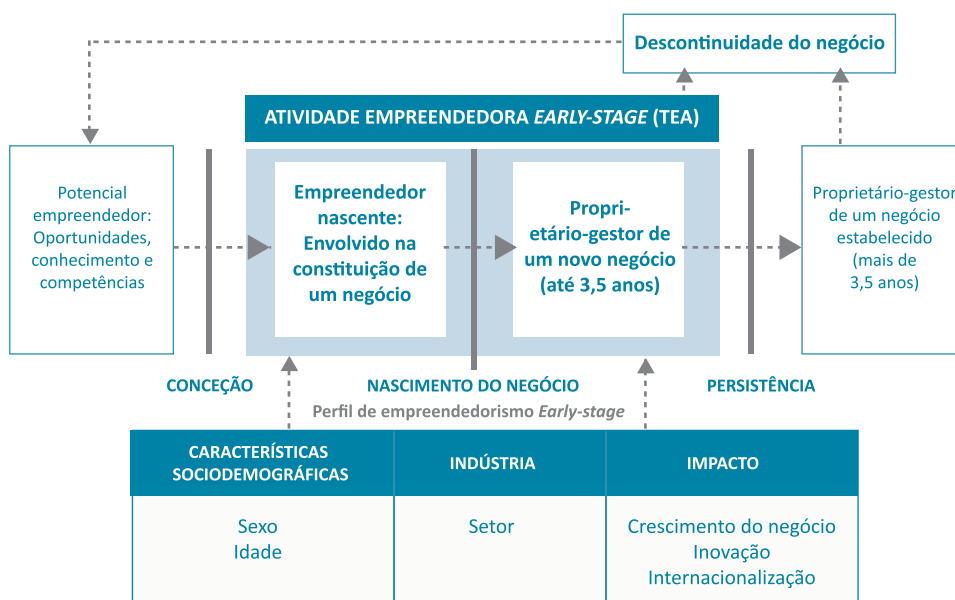 Descontinuidade do negócio
ATIVIDADE EMPREENDEDORA EARLY-STAGE (TEA)
Potencial
empreendedor:
Oportunidades,
conhecimento e
competências
Empreendedor
nascente:
Envolvido na
constituição de
um negócio
Propri-
etário-gestor de
um novo negócio
(até 3,5 anos)
Proprietário-gestor
de um negócio
estabelecido
(mais de
3,5 anos)
CONCEÇÃO
NASCIMENTO DO NEGÓCIO
PERSISTÊNCIA
Perfil de empreendedorismo Early-stage
CARACTERÍSTICAS
SOCIODEMOGRÁFICAS
INDÚSTRIA
IMPACTO
Sexo
Idade
Setor
Crescimento do negócio
Inovação
Internacionalização